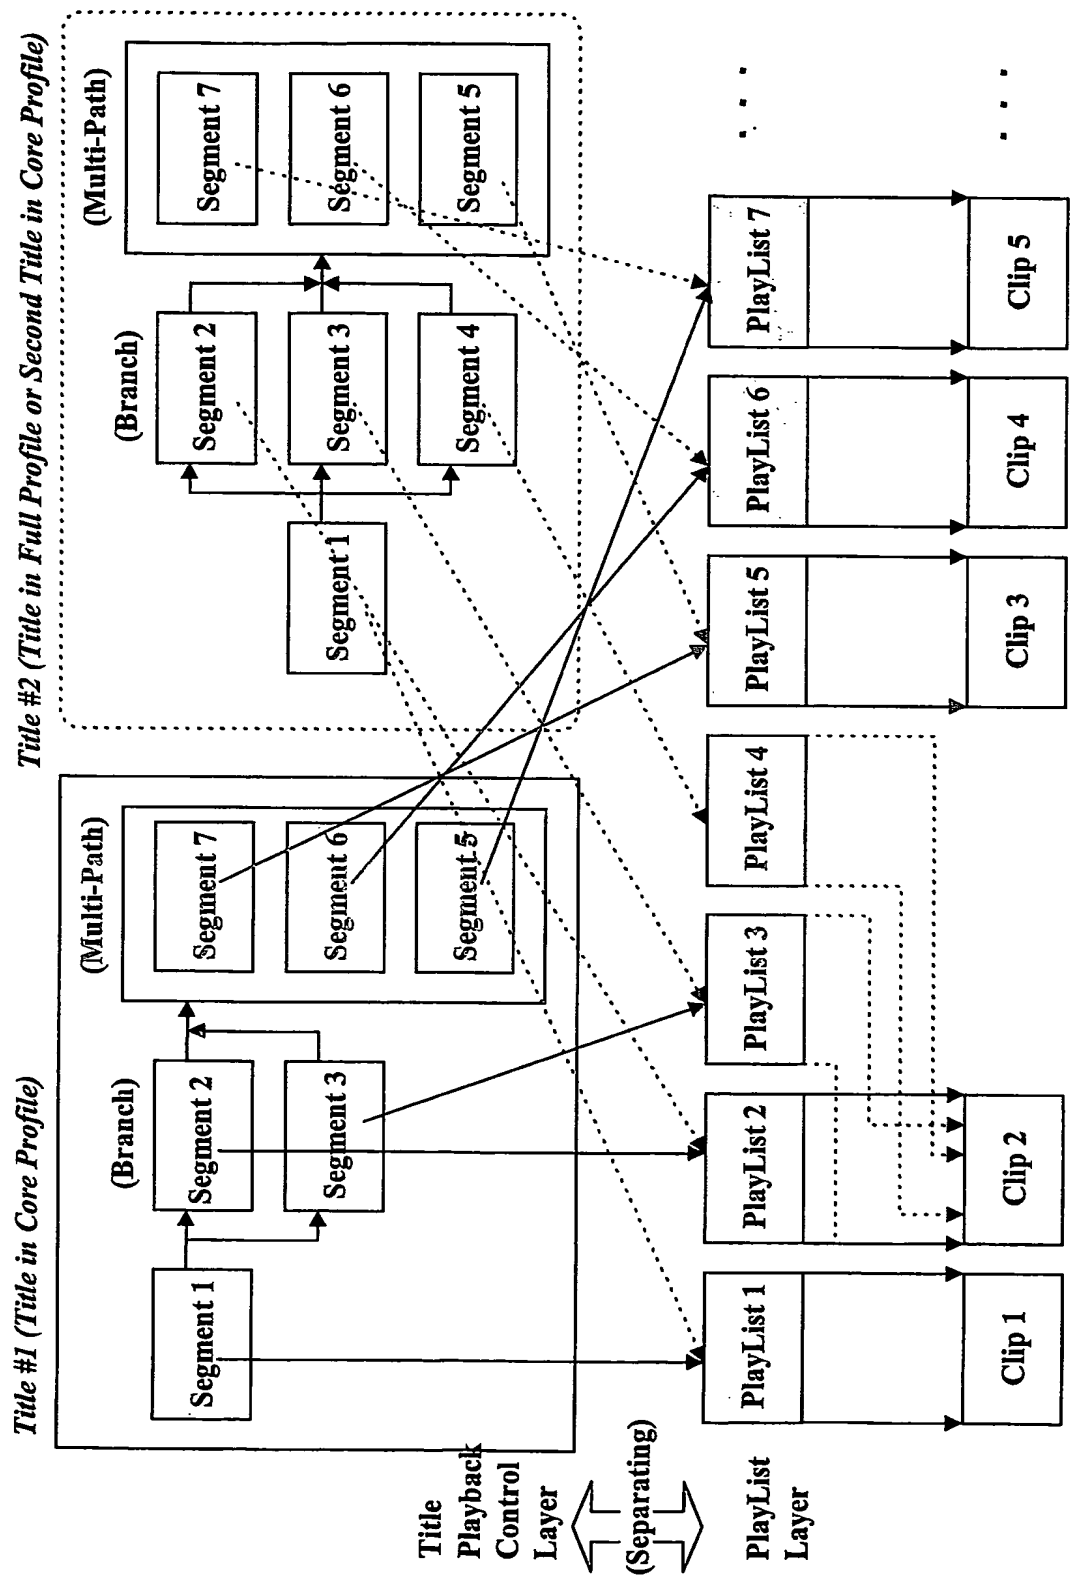 Title #1 (Title in Core Profile)
Title #2 (Title in Full Profile or Second Title in Core Profile)
(Branch)
(Multi-Path)
Segment 1
Segment 2
Segment 3
Segment 7
Segment 6
Segment 5
(Branch)
(Multi-Path)
Segment 1
Segment 2
Segment 3
Segment 4
Segment 7
Segment 6
Segment 5
Title
Playback
Control
Layer
(Separating)
PlayList
Layer
PlayList 1
PlayList 2
PlayList 3
PlayList 4
PlayList 5
PlayList 6
PlayList 7
. . .
Clip 1
Clip 2
Clip 3
Clip 4
Clip 5
. . .